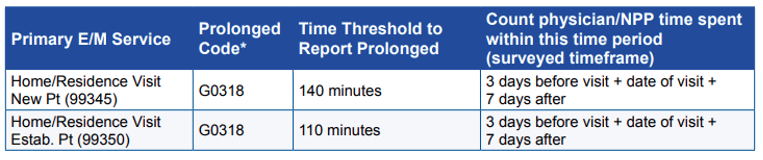 Primary E/M Service
Prolonged
Code*
Time Threshold to
Report Prolonged
Count physician/NPP time spent
within this time period
(surveyed timeframe)
Home/Residence Visit
New Pt (99345)
G0318
140 minutes
3 days before visit + date of visit +
7 days after
Home/Residence Visit
Estab. Pt (99350)
G0318
110 minutes
3 days before visit + date of visit +
7 days after